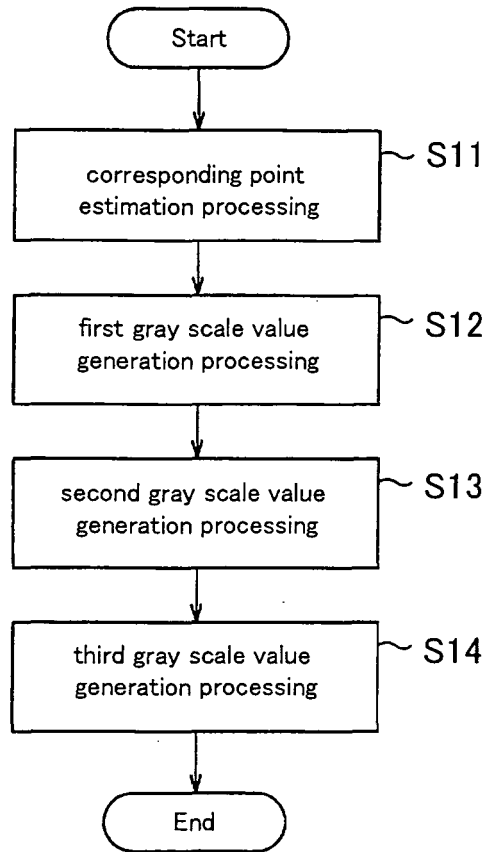 Start
corresponding point
estimation processing
S11
first gray scale value
generation processing
S12
second gray scale value
generation processing
S13
third gray scale value
generation processing
S14
End